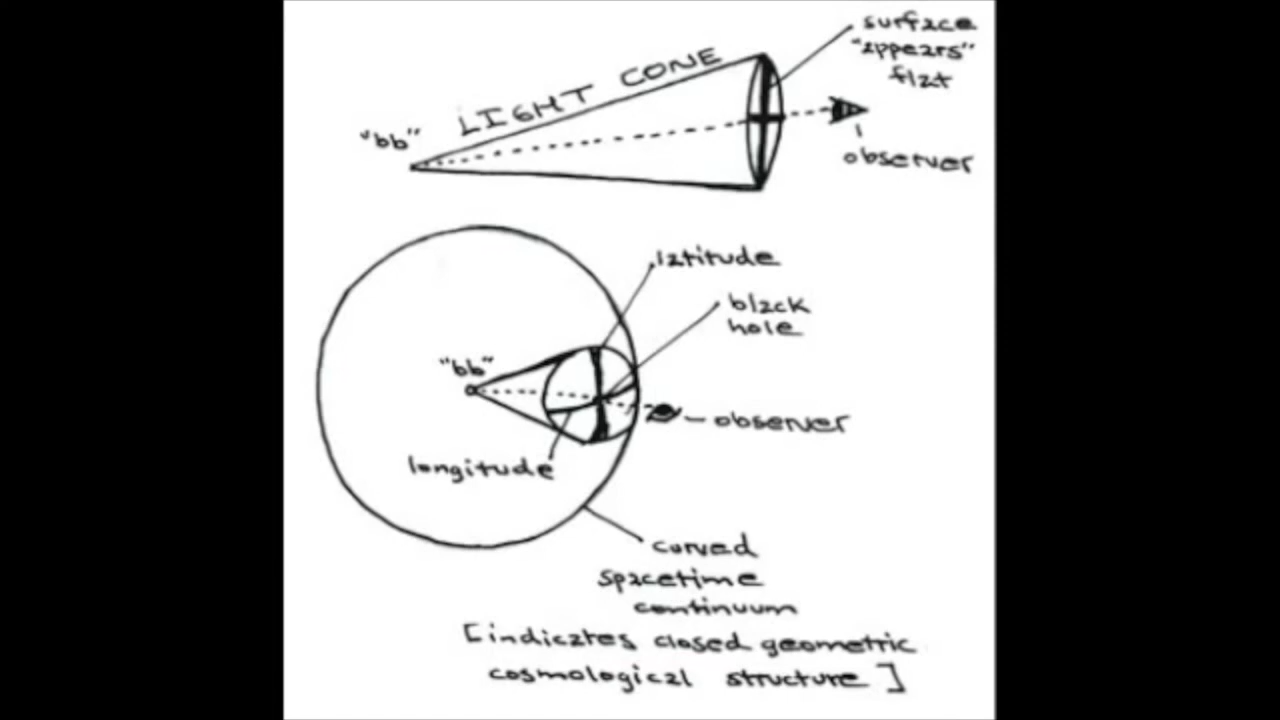 surface
"appears"
flat
LIGHT CONE
"bb"
observer
latitude
black
hole
"bb"
observer
longitude
curved
spacetime
continuum
[indicates closed geometric
cosmological structure]